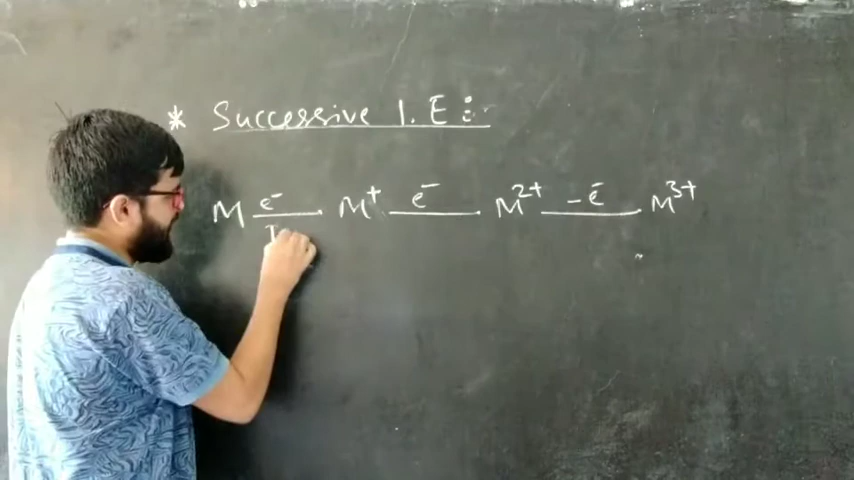 * Successive I.E :
M e⁻ M⁺ e⁻ M²⁺ -e⁻ M³⁺
I